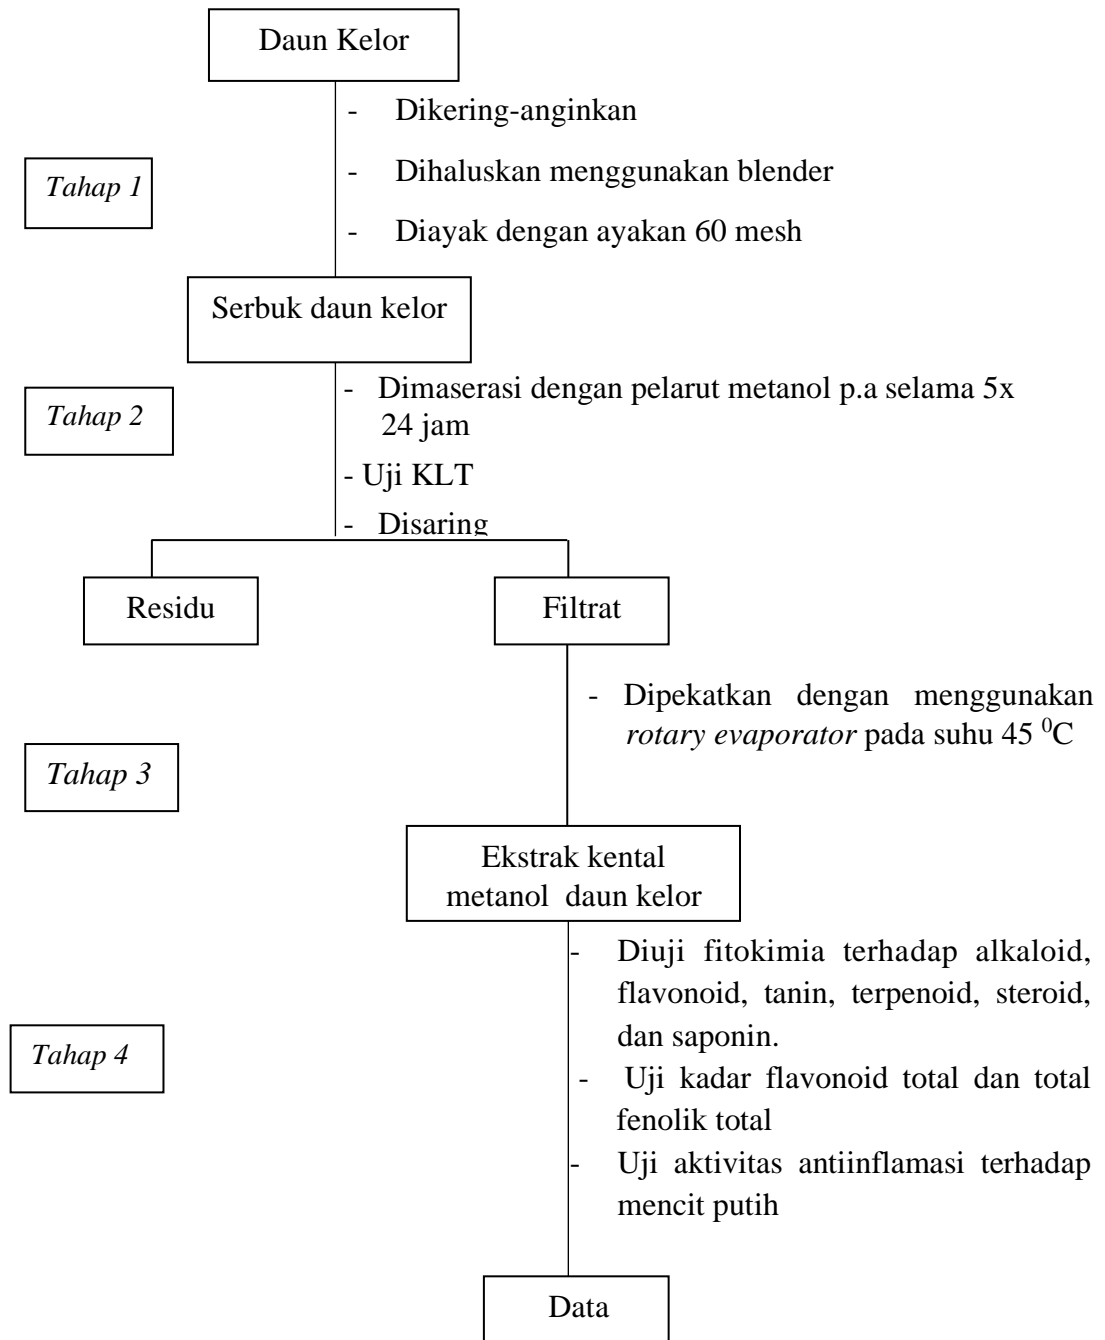 Daun Kelor
- Dikering-anginkan
Tahap 1
- Dihaluskan menggunakan blender
- Diayak dengan ayakan 60 mesh
Serbuk daun kelor
Tahap 2
- Dimaserasi dengan pelarut metanol p.a selama 5x
24 jam
- Uji KLT
- Disaring
Residu
Filtrat
- Dipekatkan dengan menggunakan
rotary evaporator pada suhu 45 ⁰C
Tahap 3
Ekstrak kental
metanol daun kelor
- Diuji fitokimia terhadap alkaloid,
flavonoid, tanin, terpenoid, steroid,
dan saponin.
Tahap 4
- Uji kadar flavonoid total dan total
fenolik total
- Uji aktivitas antiinflamasi terhadap
mencit putih
Data